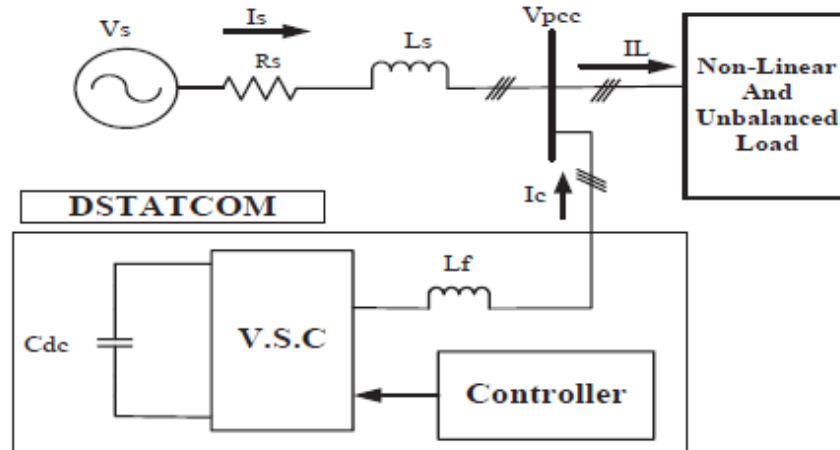 Vs
Is
Rs
Ls
Vpcc
IL
Non-Linear
And
Unbalanced
Load
DSTATCOM
Ic
Lf
Cdc
V.S.C
Controller